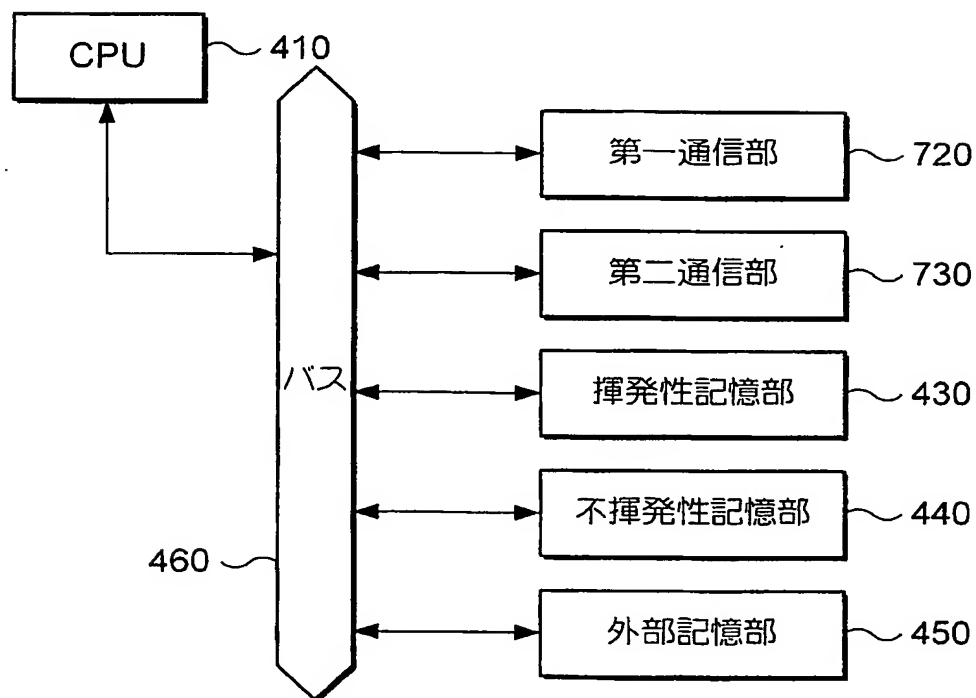 CPU
410
第一通信部
720
第二通信部
730
バス
揮発性記憶部
430
不揮発性記憶部
440
460
外部記憶部
450